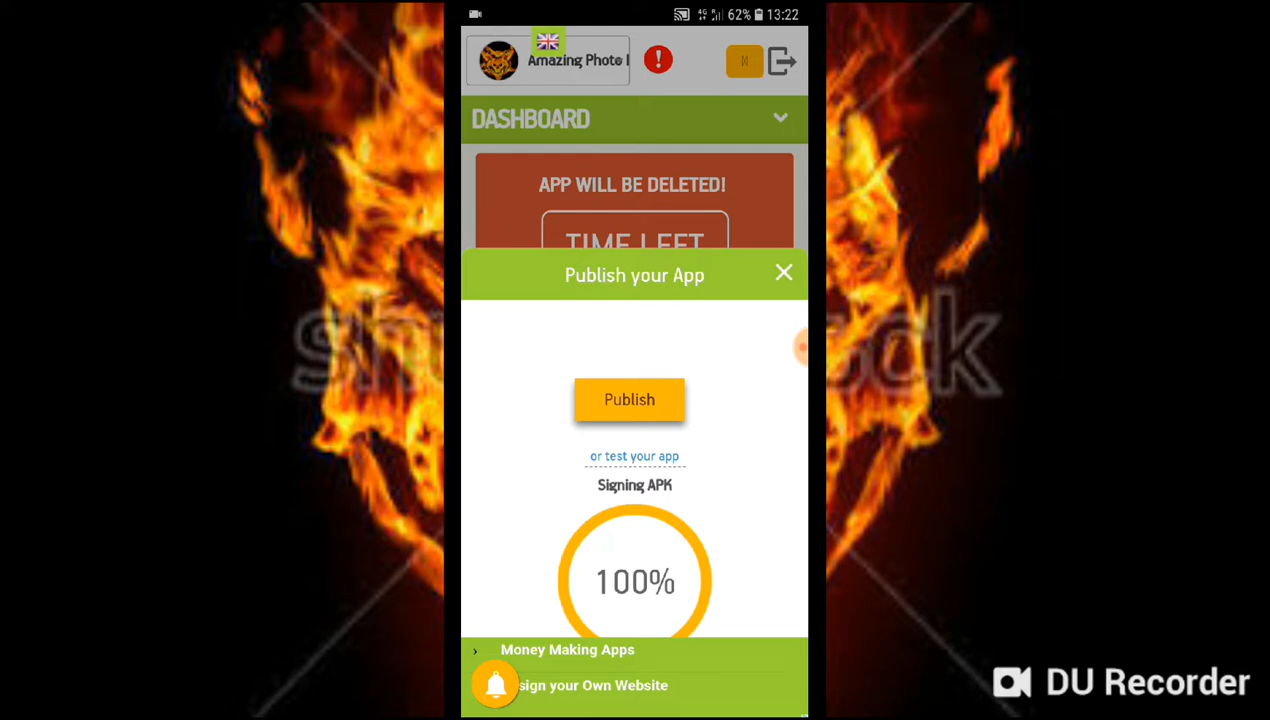 4G 62% 13:22
Amazing Photo
N
DASHBOARD
APP WILL BE DELETED!
TIME LEFT
Publish your App
Publish
or test your app
Signing APK
100%
Money Making Apps
sign your Own Website
DU Recorder